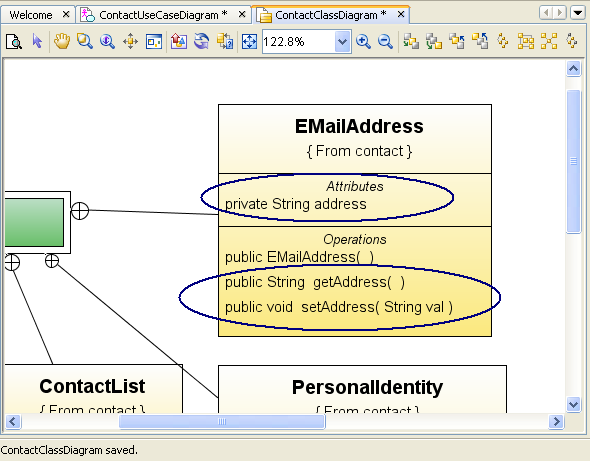 Welcome ContactUseCaseDiagram * ContactClassDiagram *
122.8%
EMailAddress
{ From contact }
Attributes
private String address
Operations
public EMailAddress( )
public String getAddress( )
public void setAddress( String val )
ContactList
{ From contact }
PersonalIdentity
{ From contact }
ContactClassDiagram saved.